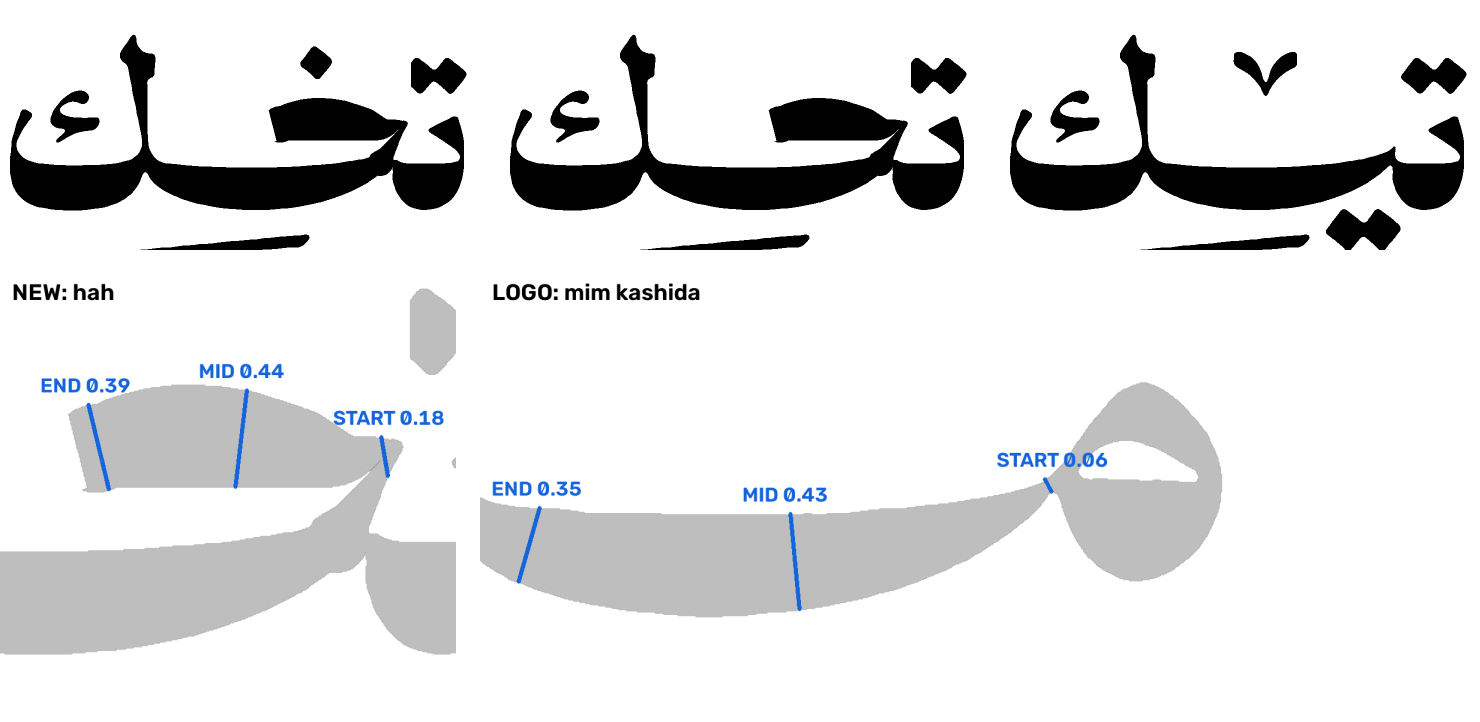 تێِك تحِك تخِك
NEW: hah LOGO: mim kashida
MID 0.44
END 0.39
START 0.18
START 0.06
END 0.35 MID 0.43